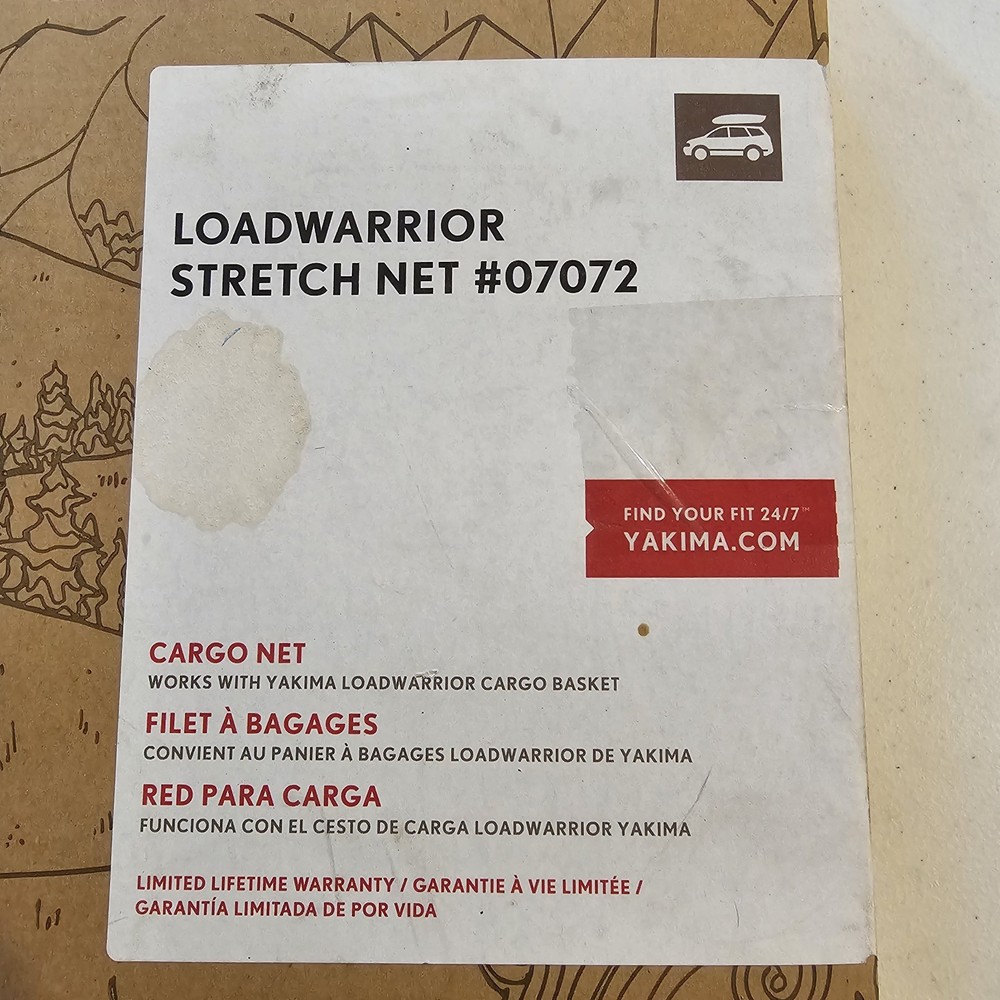 LOADWARRIOR
STRETCH NET #07072
FIND YOUR FIT 24/7™
YAKIMA.COM
CARGO NET
WORKS WITH YAKIMA LOADWARRIOR CARGO BASKET
FILET À BAGAGES
CONVIENT AU PANIER À BAGAGES LOADWARRIOR DE YAKIMA
RED PARA CARGA
FUNCIONA CON EL CESTO DE CARGA LOADWARRIOR YAKIMA
LIMITED LIFETIME WARRANTY / GARANTIE À VIE LIMITÉE /
GARANTÍA LIMITADA DE POR VIDA